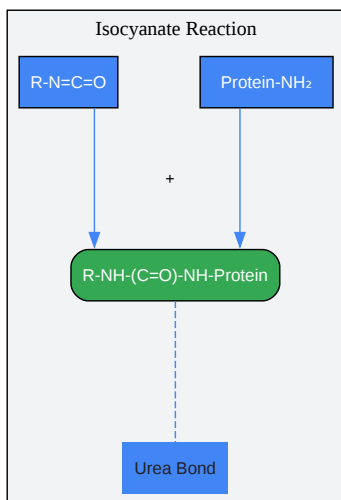 Isocyanate Reaction
R-N=C=O
Protein-NH₂
+
R-NH-(C=O)-NH-Protein
Urea Bond